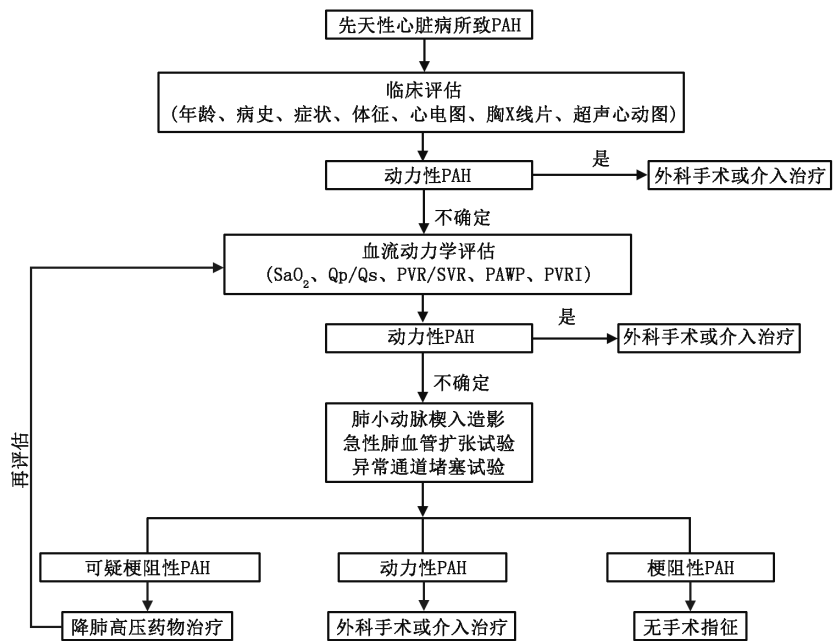 先天性心脏病所致PAH
临床评估
(年龄、病史、症状、体征、心电图、胸X线片、超声心动图)
动力性PAH
是
外科手术或介入治疗
不确定
血流动力学评估
(SaO₂、Qp/Qs、PVR/SVR、PAWP、PVRI)
动力性PAH
是
外科手术或介入治疗
不确定
肺小动脉楔入造影
急性肺血管扩张试验
异常通道堵塞试验
再评估
可疑梗阻性PAH
动力性PAH
梗阻性PAH
降肺高压药物治疗
外科手术或介入治疗
无手术指征